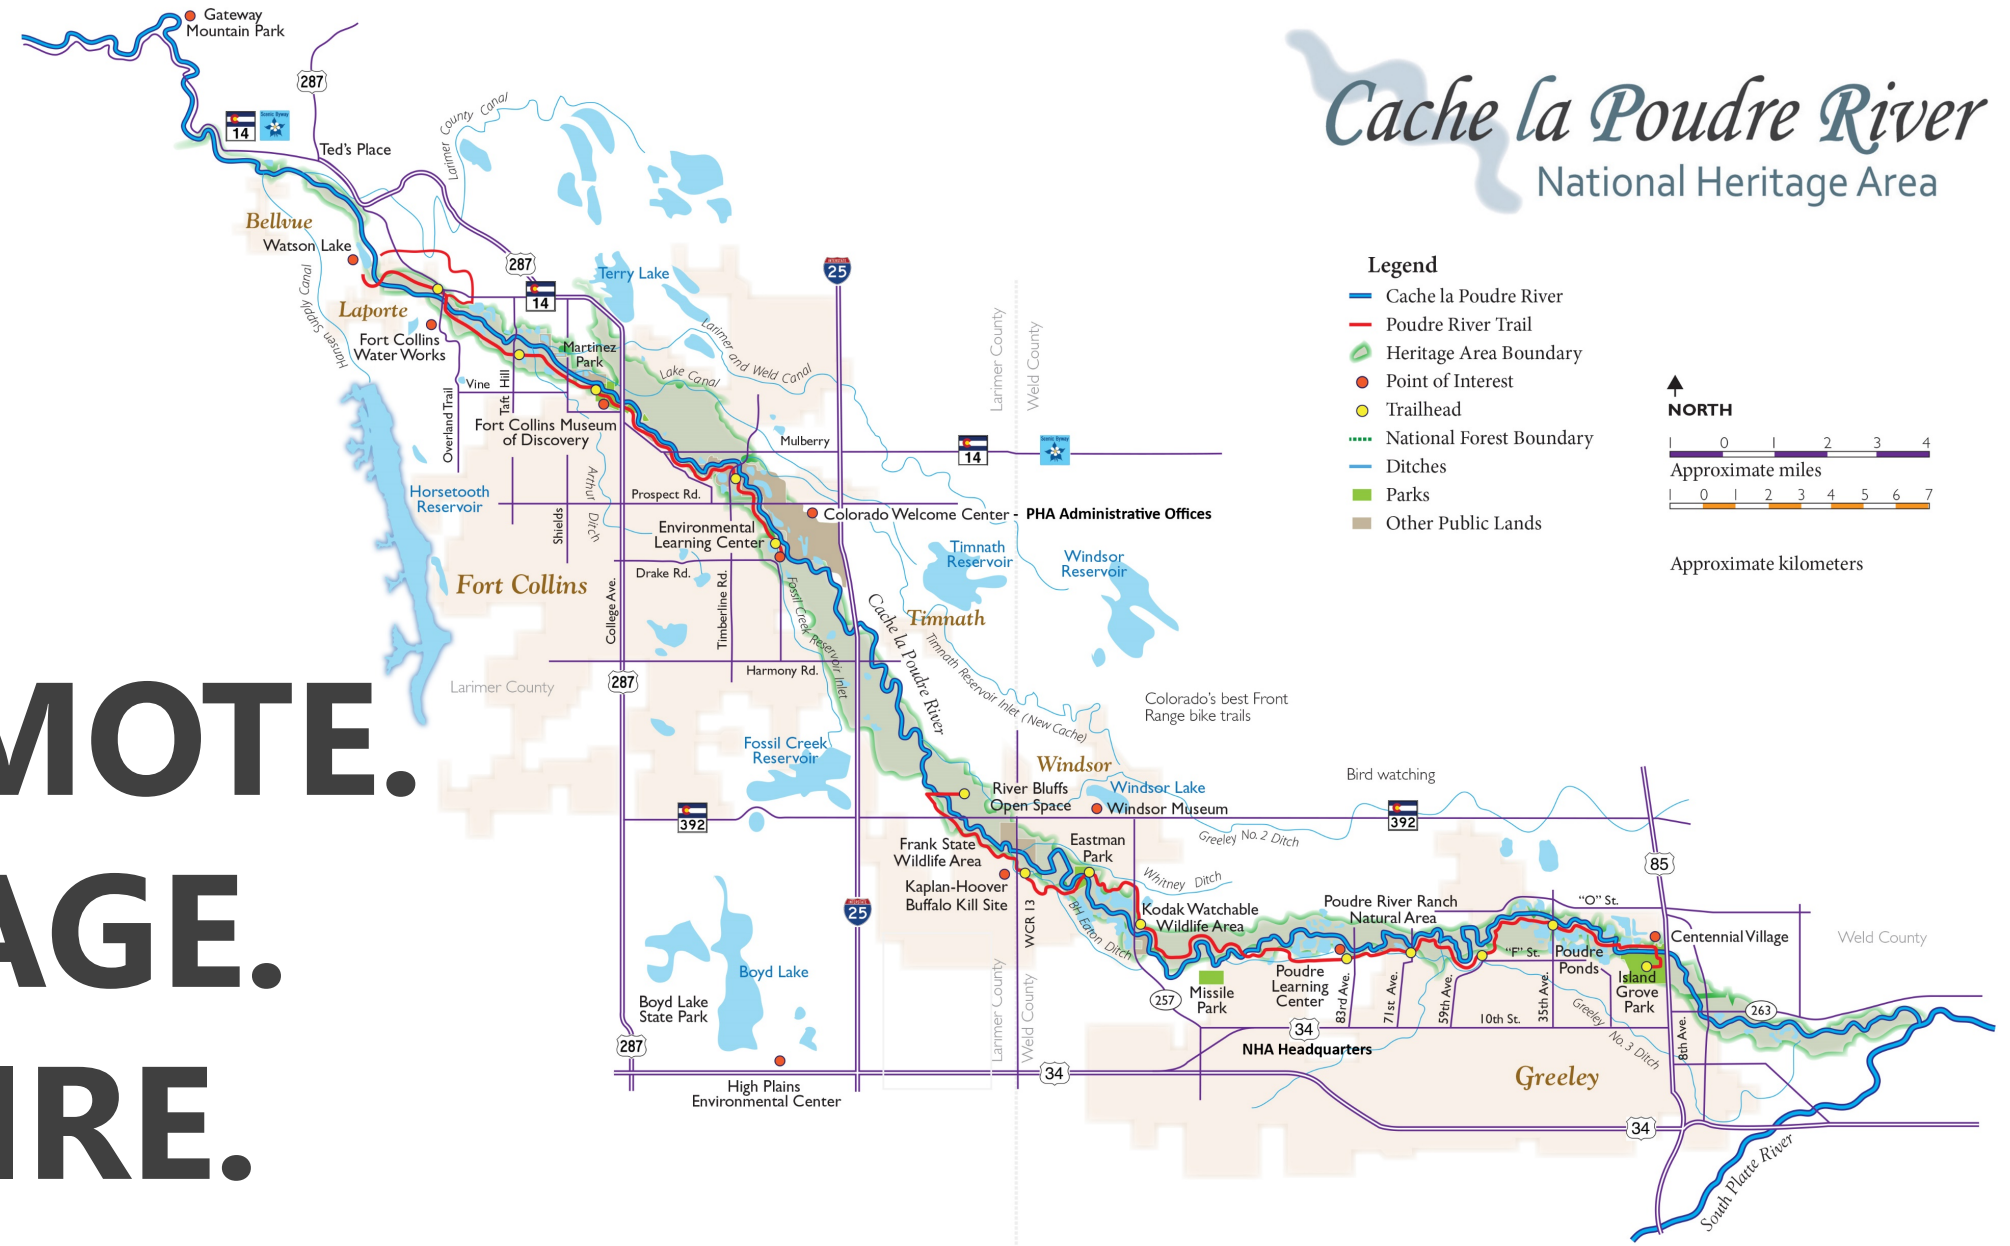 Gateway
Mountain Park
287
14
Scenic Byway
Ted's Place
Larimer County Canal
Cache la Poudre River
National Heritage Area
Bellvue
Watson Lake
Hansen Supply Canal
287
14
Terry Lake
25
Laporte
Fort Collins
Water Works
Martinez
Park
Larimer and Weld Canal
Lake Canal
Larimer County
Weld County
Legend
Cache la Poudre River
Poudre River Trail
Heritage Area Boundary
Point of Interest
Trailhead
National Forest Boundary
Ditches
Parks
Other Public Lands
NORTH
1 0 1 2 3 4
Approximate miles
1 0 1 2 3 4 5 6 7
Approximate kilometers
Vine
Taft Hill
Overland Trail
Fort Collins Museum
of Discovery
Mulberry
14
Arthur Ditch
Horsetooth
Reservoir
Prospect Rd.
Shields
Colorado Welcome Center - PHA Administrative Offices
Environmental
Learning Center
Timnath
Reservoir
Windsor
Reservoir
Drake Rd.
Fort Collins
College Ave.
Timberline Rd.
Fossil Creek Reservoir Inlet
Cache la Poudre River
Timnath
Timnath Reservoir Inlet (New Cache)
Harmony Rd.
287
Larimer County
Colorado's best Front
Range bike trails
MOTE.
AGE.
IRE.
Fossil Creek
Reservoir
Windsor
Bird watching
River Bluffs
Open Space
Windsor Lake
Windsor Museum
392
392
Greeley No. 2 Ditch
Frank State
Wildlife Area
Eastman
Park
85
Kaplan-Hoover
Buffalo Kill Site
Whitney Ditch
25
WCR 13
BH Eaton Ditch
Kodak Watchable
Wildlife Area
Poudre River Ranch
Natural Area
"O" St.
Centennial Village
Weld County
"F" St.
Poudre
Ponds
Boyd Lake
Boyd Lake
State Park
Larimer County
Weld County
257
Missile
Park
Poudre
Learning
Center
83rd Ave.
71st Ave.
59th Ave.
35th Ave.
Island
Grove
Park
10th St.
Greeley No. 3 Ditch
263
8th Ave.
34
NHA Headquarters
287
34
High Plains
Environmental Center
Greeley
34
South Platte River